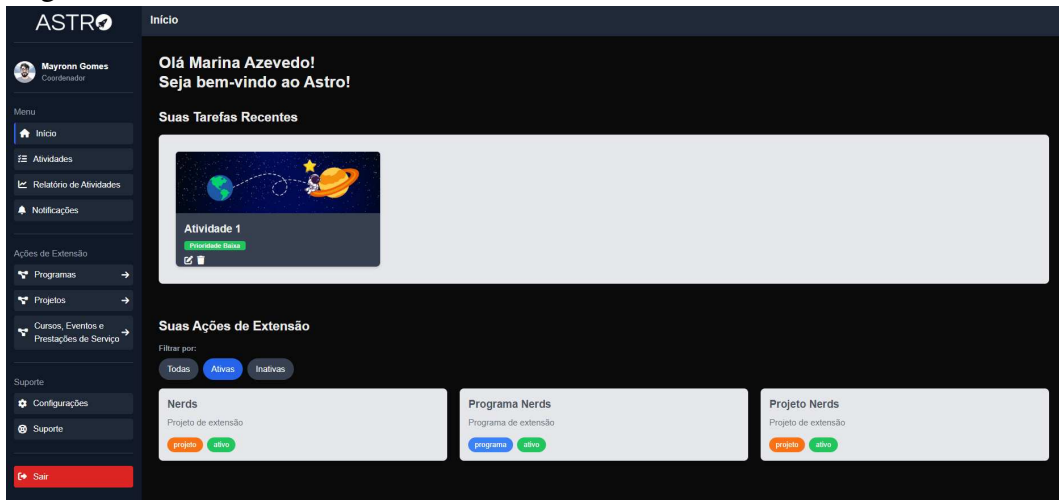 ASTRO
Mayronn Gomes
Coordenador
Menu
Início
Atividades
Relatório de Atividades
Notificações
Ações de Extensão
Programas
Projetos
Cursos, Eventos e
Prestações de Serviço
Suporte
Configurações
Suporte
Sair
Início
Olá Marina Azevedo!
Seja bem-vindo ao Astro!
Suas Tarefas Recentes
Atividade 1
Prioridade Baixa
Suas Ações de Extensão
Filtrar por:
Todas Ativas Inativas
Nerds
Projeto de extensão
projeto ativo
Programa Nerds
Programa de extensão
programa ativo
Projeto Nerds
Projeto de extensão
projeto ativo